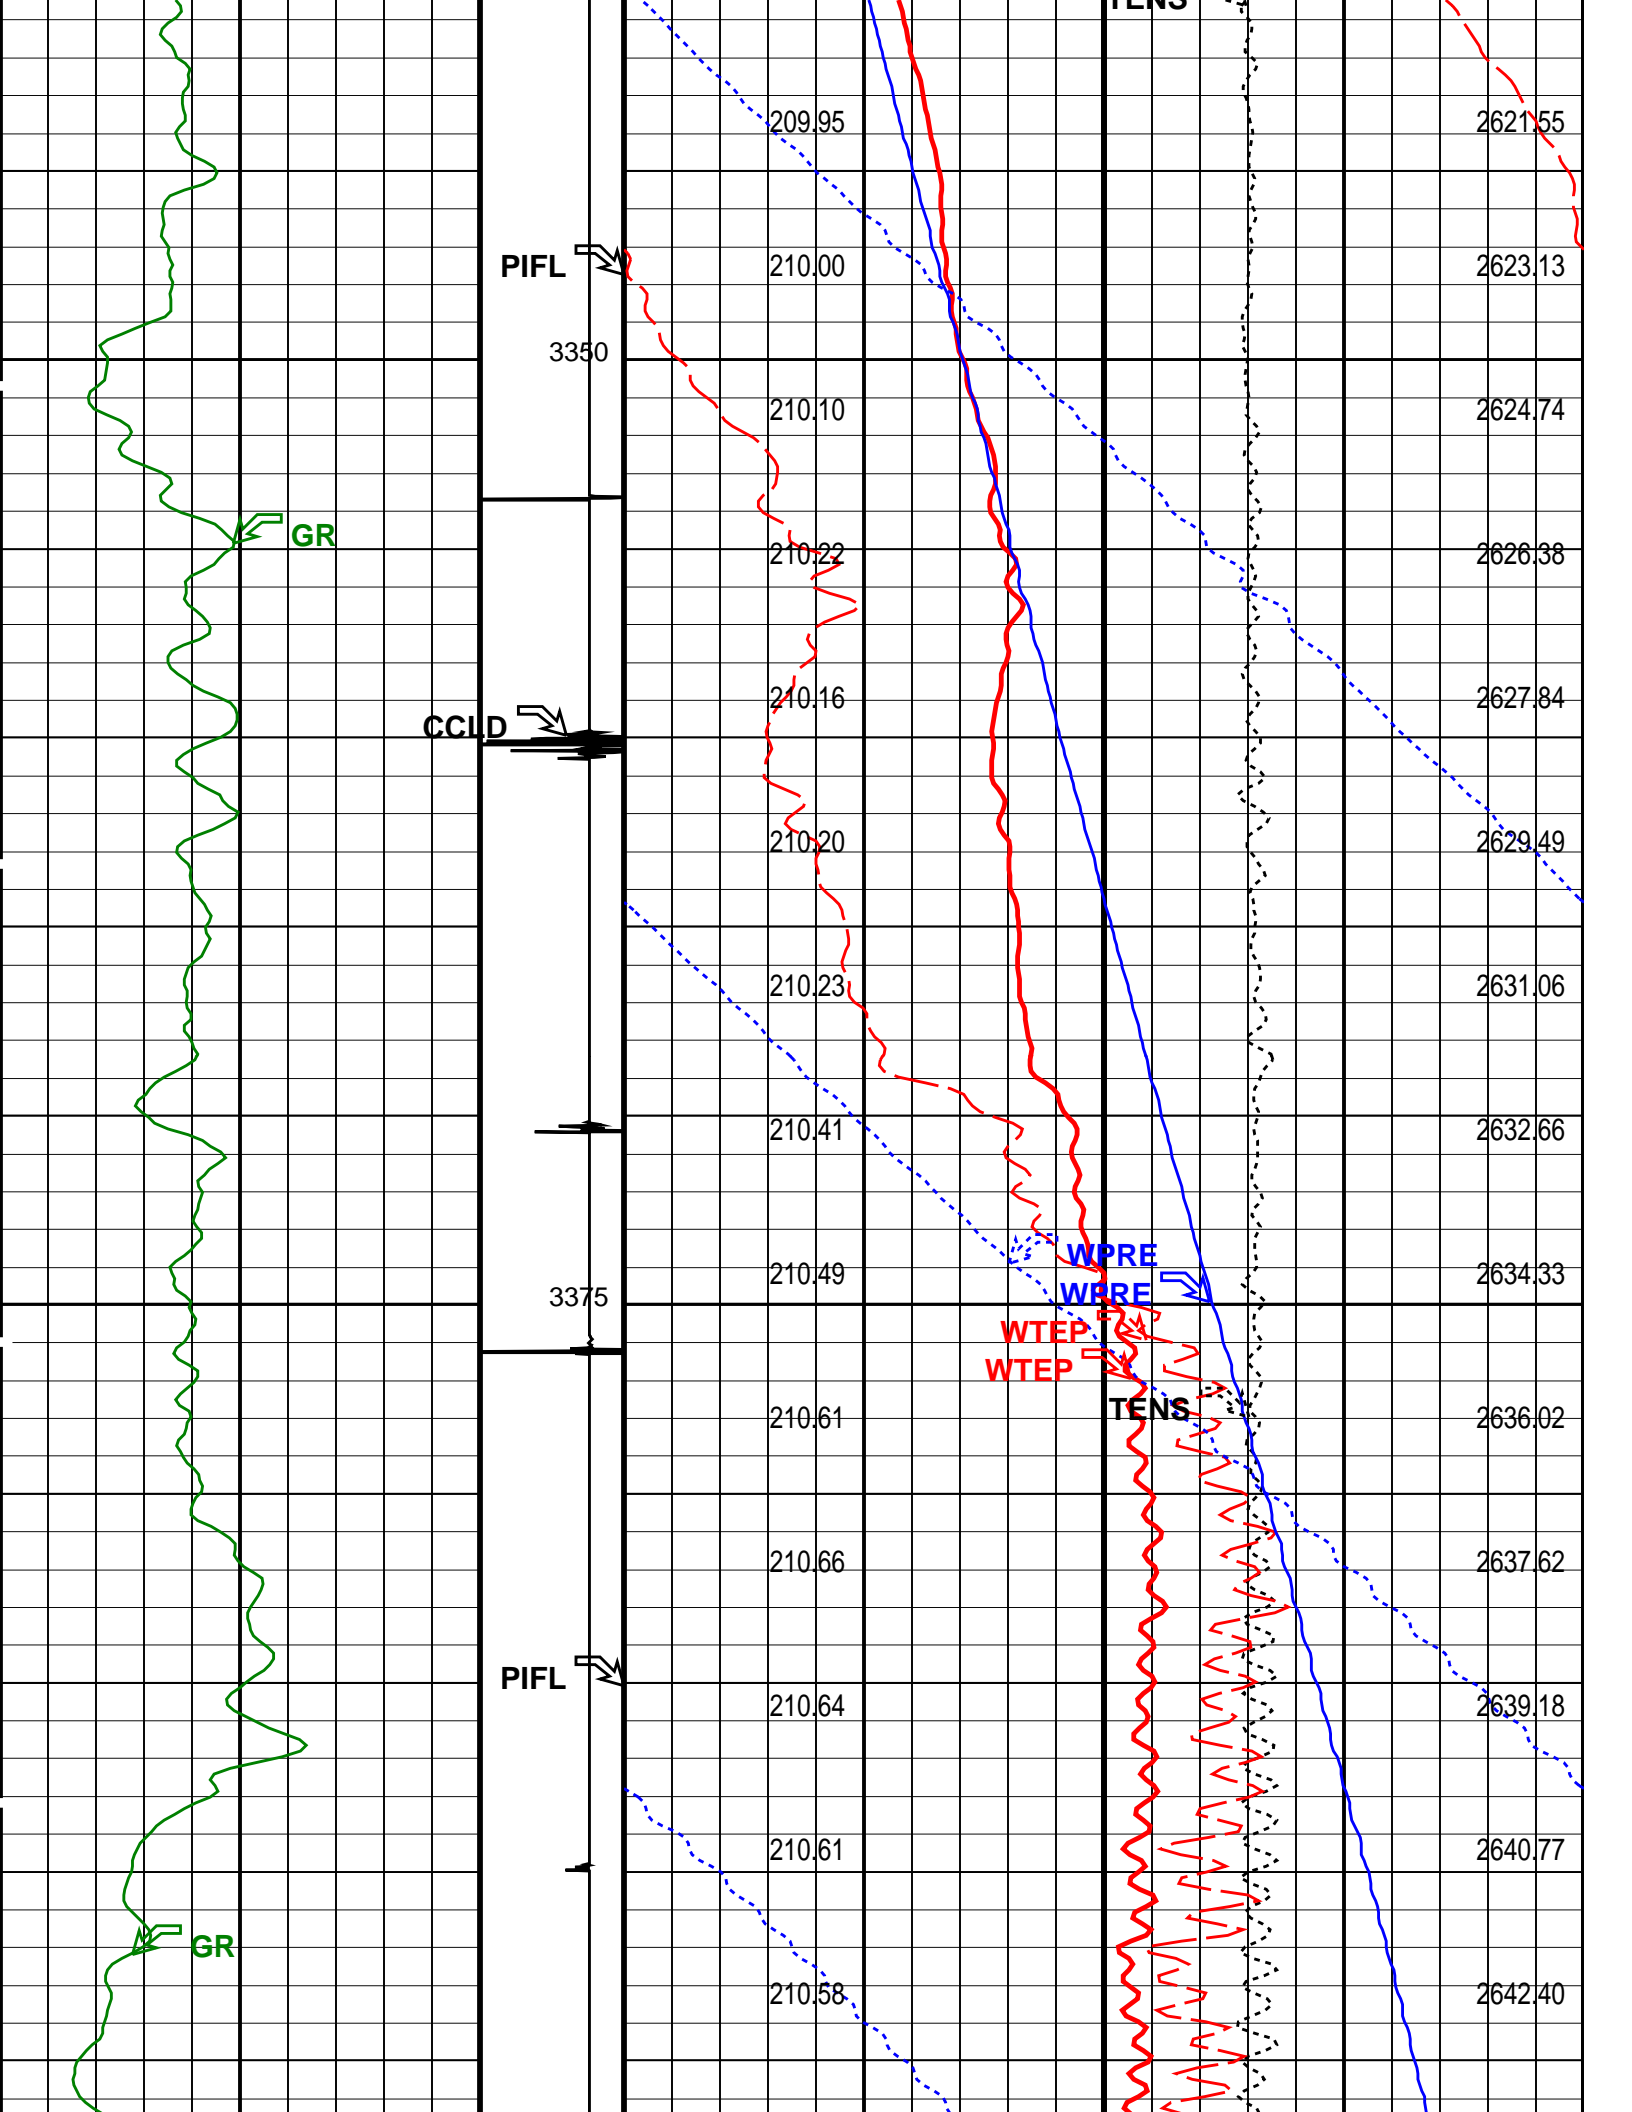 TENS
209.95 2621.55
PIFL 210.00 2623.13
3350
210.10 2624.74
GR
210.22 2626.38
210.16 2627.84
CCLD
210.20 2629.49
210.23 2631.06
210.41 2632.66
WPRE
210.49 2634.33
WPRE
3375
WTEP
WTEP
TENS
210.61 2636.02
210.66 2637.62
PIFL
210.64 2639.18
210.61 2640.77
GR
210.58 2642.40